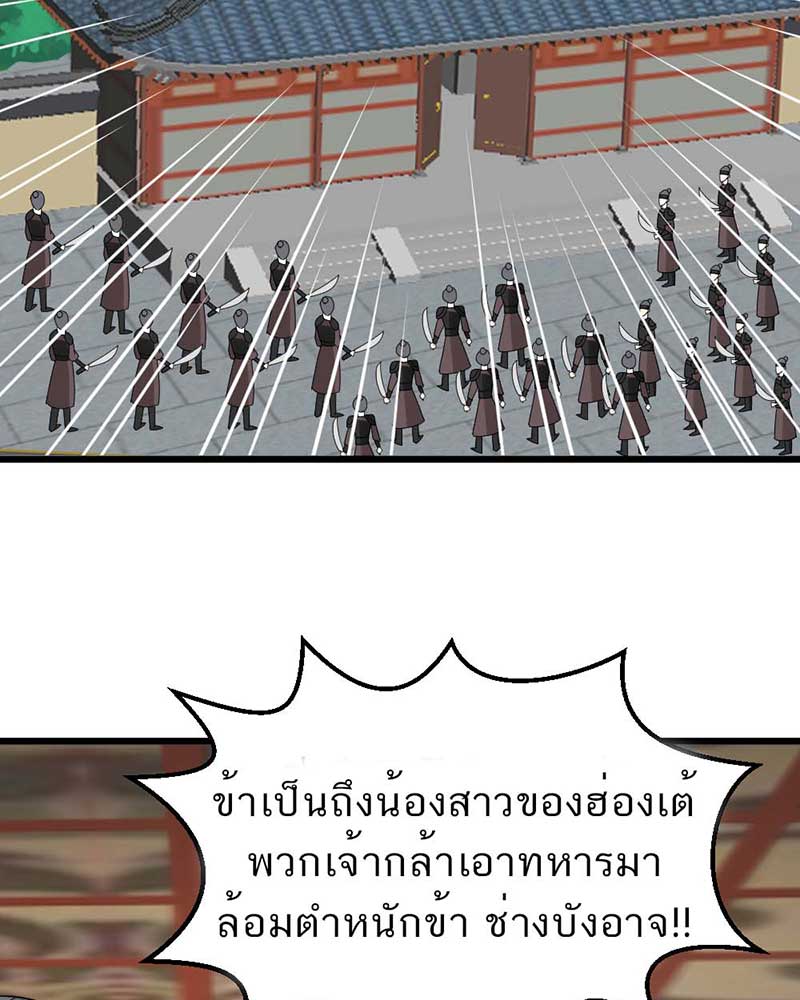 ข้าเป็นถึงน้องสาวของฮ่องเต้
พวกเจ้ากล้าเอาทหารมา
ล้อมตำหนักข้า ช่างบังอาจ!!